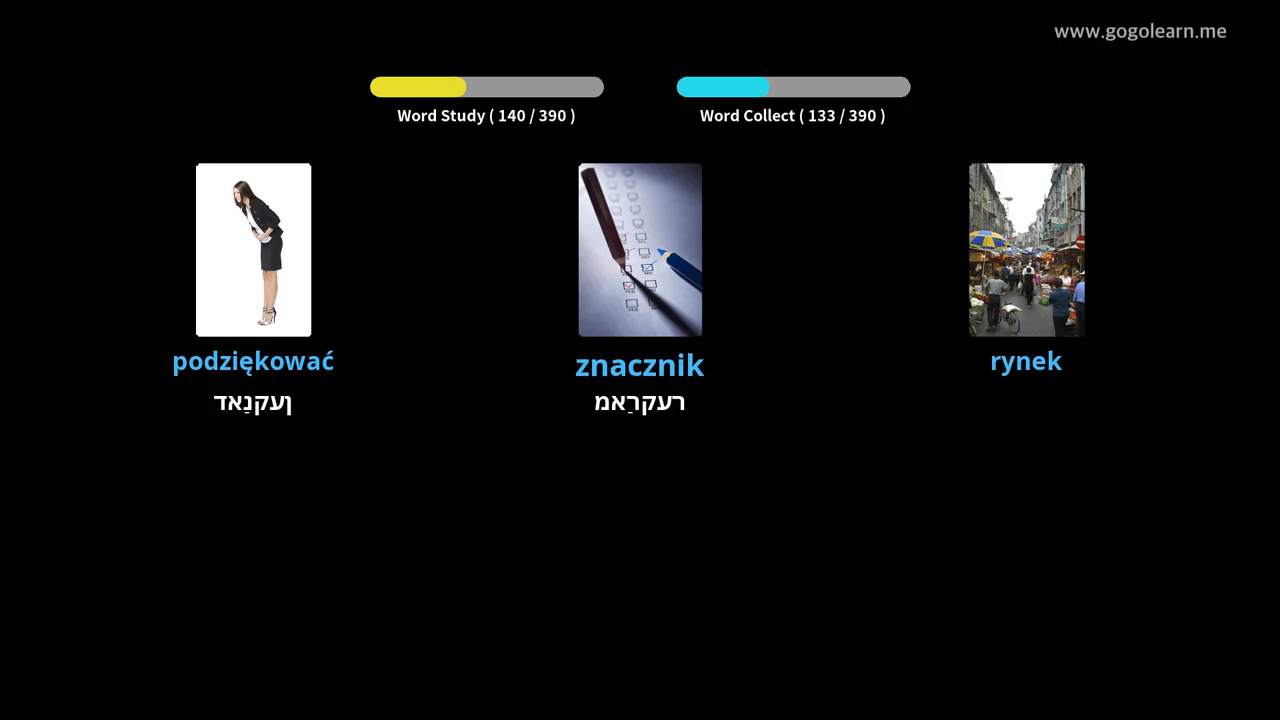 www.gogolearn.me
Word Study ( 140 / 390 )
Word Collect ( 133 / 390 )
podziękować
znacznik
rynek
דאַנקען
מאַרקער